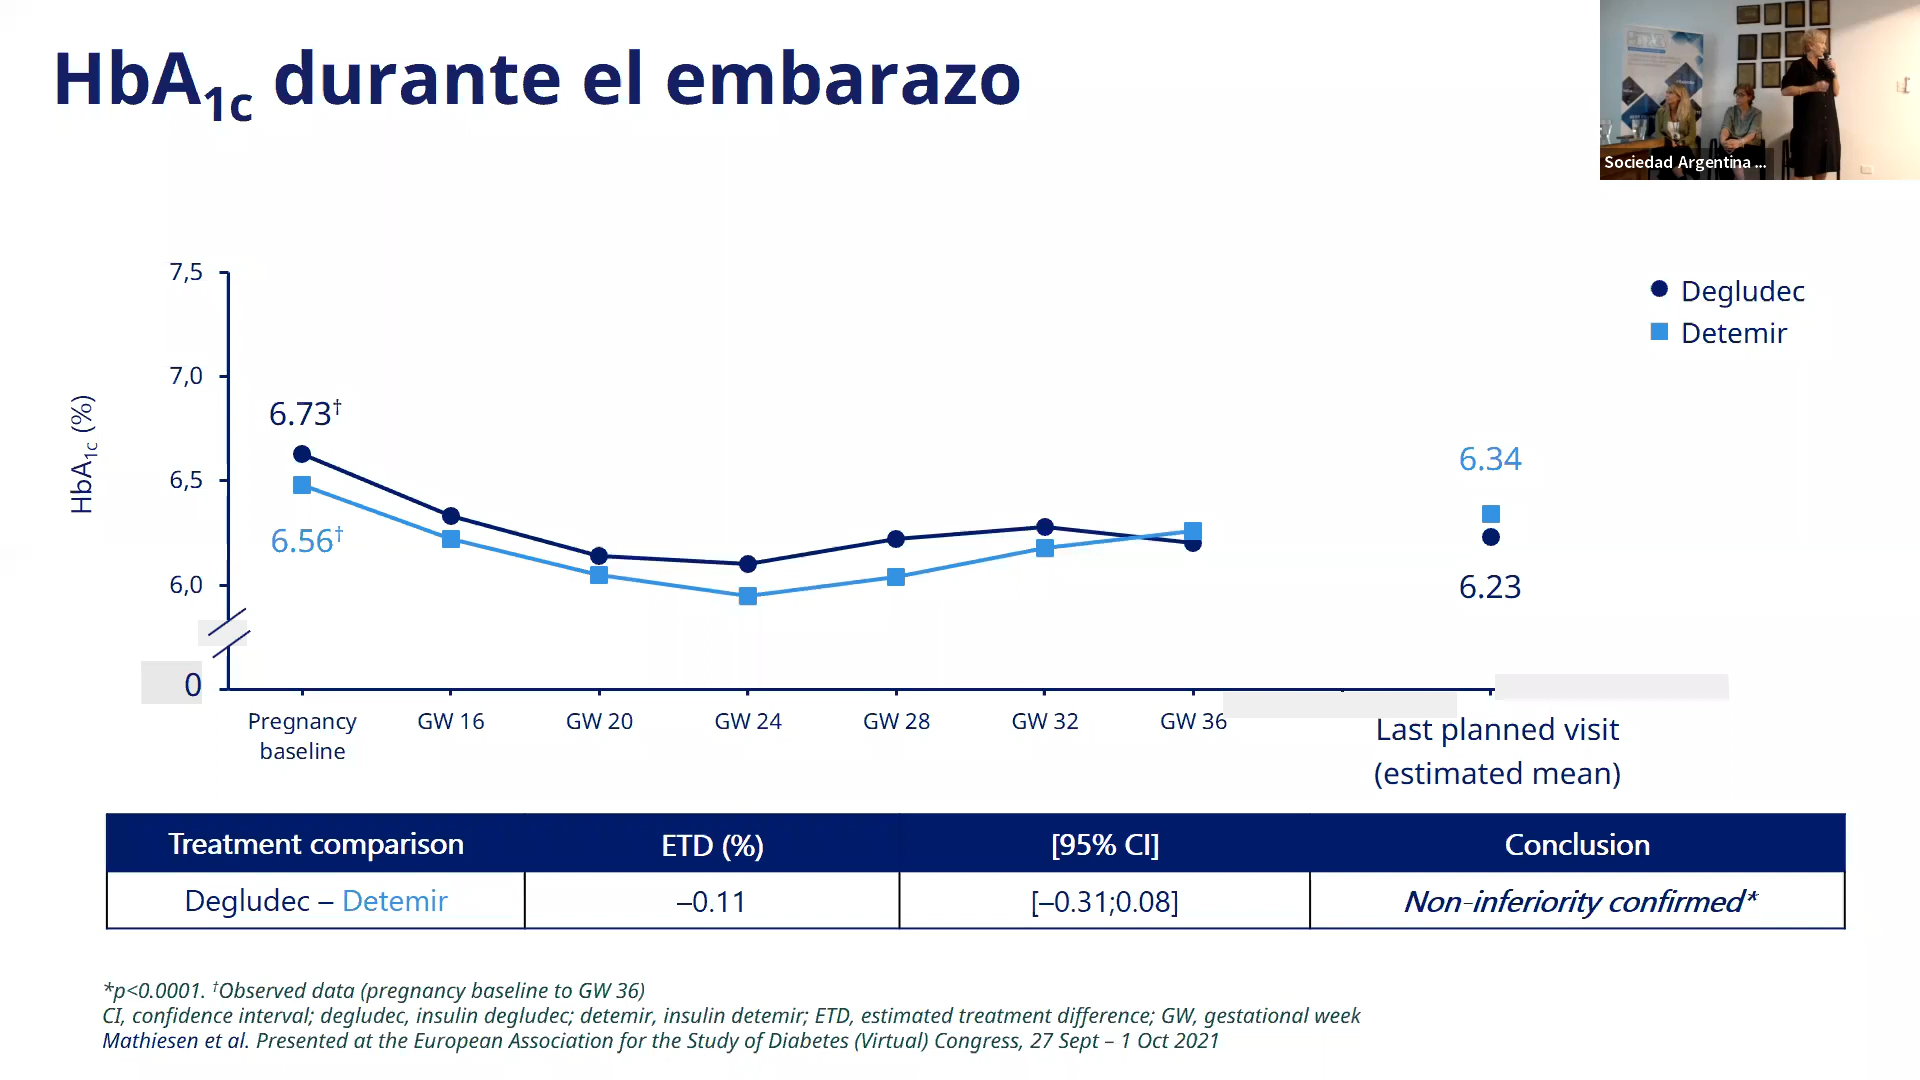 HbA1c durante el embarazo
Sociedad Argentina ...
7,5
7,0
6,5
6,0
0
HbA1c (%)
Degludec
Detemir
6.73†
6.56†
6.34
6.23
Pregnancy
baseline
GW 16
GW 20
GW 24
GW 28
GW 32
GW 36
Last planned visit
(estimated mean)
Treatment comparison ETD (%) [95% CI] Conclusion
Degludec – Detemir –0.11 [–0.31;0.08] Non-inferiority confirmed*
*p<0.0001. †Observed data (pregnancy baseline to GW 36)
CI, confidence interval; degludec, insulin degludec; detemir, insulin detemir; ETD, estimated treatment difference; GW, gestational week
Mathiesen et al. Presented at the European Association for the Study of Diabetes (Virtual) Congress, 27 Sept – 1 Oct 2021